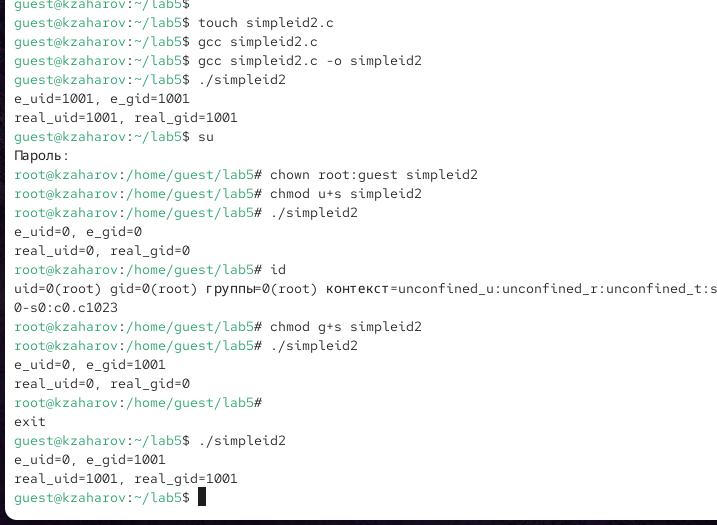 guest@kzaharov:~/lab5$
guest@kzaharov:~/lab5$ touch simpleid2.c
guest@kzaharov:~/lab5$ gcc simpleid2.c
guest@kzaharov:~/lab5$ gcc simpleid2.c -o simpleid2
guest@kzaharov:~/lab5$ ./simpleid2
e_uid=1001, e_gid=1001
real_uid=1001, real_gid=1001
guest@kzaharov:~/lab5$ su
Пароль:
root@kzaharov:/home/guest/lab5# chown root:guest simpleid2
root@kzaharov:/home/guest/lab5# chmod u+s simpleid2
root@kzaharov:/home/guest/lab5# ./simpleid2
e_uid=0, e_gid=0
real_uid=0, real_gid=0
root@kzaharov:/home/guest/lab5# id
uid=0(root) gid=0(root) группы=0(root) контекст=unconfined_u:unconfined_r:unconfined_t:s
0-s0:c0.c1023
root@kzaharov:/home/guest/lab5# chmod g+s simpleid2
root@kzaharov:/home/guest/lab5# ./simpleid2
e_uid=0, e_gid=1001
real_uid=0, real_gid=0
root@kzaharov:/home/guest/lab5#
exit
guest@kzaharov:~/lab5$ ./simpleid2
e_uid=0, e_gid=1001
real_uid=1001, real_gid=1001
guest@kzaharov:~/lab5$